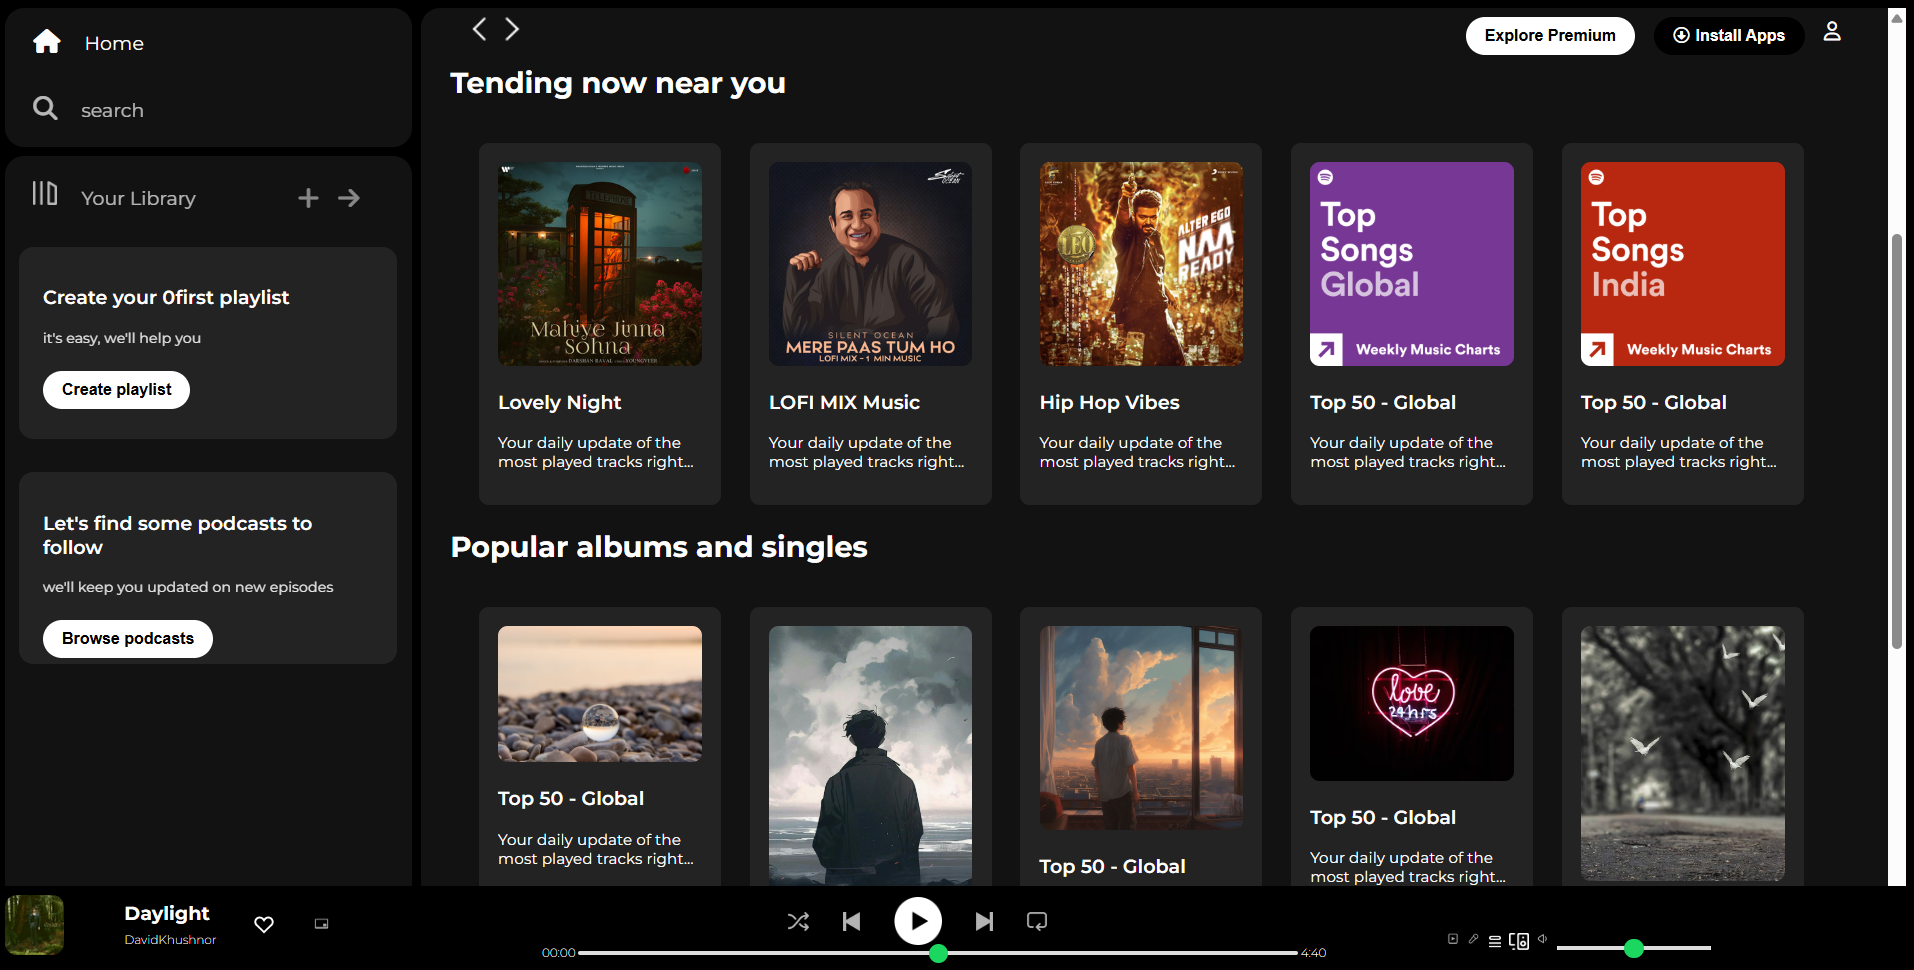 Home
search
Your Library
Create your 0first playlist
it's easy, we'll help you
Create playlist
Let's find some podcasts to
follow
we'll keep you updated on new episodes
Browse podcasts
Explore Premium
Install Apps
Tending now near you
TELEPHONE
Mahiye Jinna
Sohna
DARSHAN RAVAL
Lovely Night
Your daily update of the
most played tracks right...
Silent
Ocean
SILENT OCEAN
MERE PAAS TUM HO
LOFI MIX - 1 MIN MUSIC
LOFI MIX Music
Your daily update of the
most played tracks right...
LEO
ALTER EGO
NAA
READY
Hip Hop Vibes
Your daily update of the
most played tracks right...
Top
Songs
Global
Weekly Music Charts
Top 50 - Global
Your daily update of the
most played tracks right...
Top
Songs
India
Weekly Music Charts
Top 50 - Global
Your daily update of the
most played tracks right...
Popular albums and singles
Top 50 - Global
Your daily update of the
most played tracks right...
Top 50 - Global
love
24hrs
Top 50 - Global
Your daily update of the
most played tracks right...
Daylight
DavidKhushnor
00:00
4:40